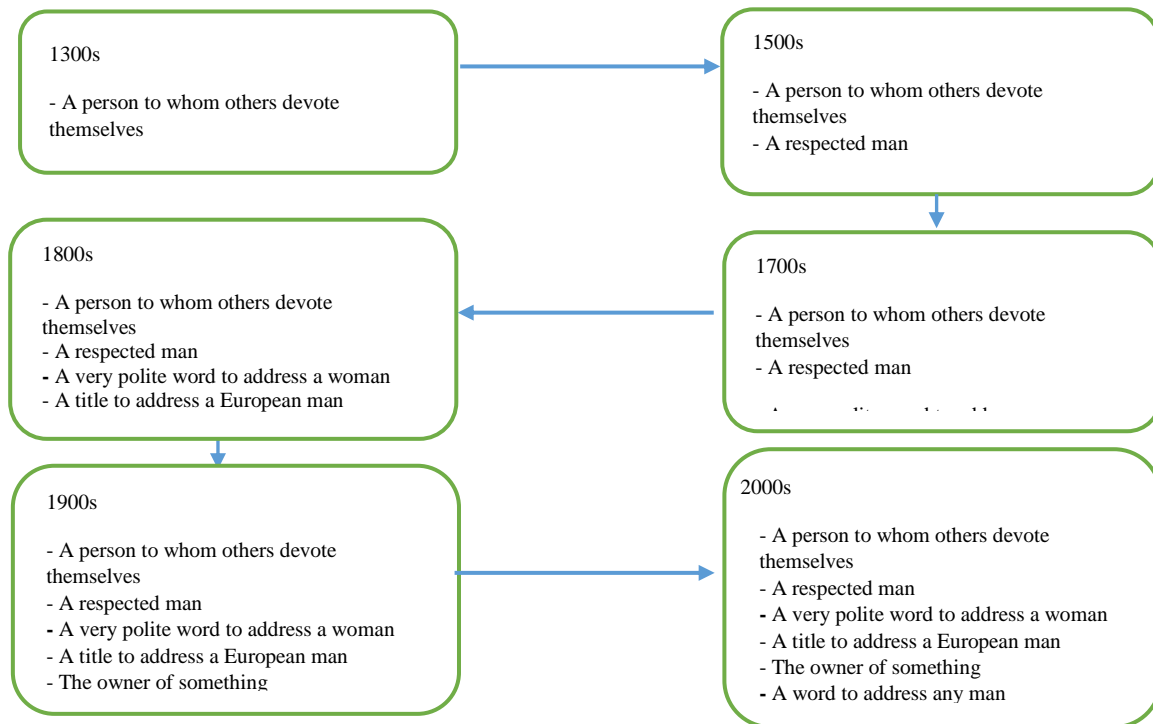 1300s
- A person to whom others devote
themselves
1500s
- A person to whom others devote
themselves
- A respected man
1700s
- A person to whom others devote
themselves
- A respected man
1800s
- A person to whom others devote
themselves
- A respected man
- A very polite word to address a woman
- A title to address a European man
1900s
- A person to whom others devote
themselves
- A respected man
- A very polite word to address a woman
- A title to address a European man
- The owner of something
2000s
- A person to whom others devote
themselves
- A respected man
- A very polite word to address a woman
- A title to address a European man
- The owner of something
- A word to address any man